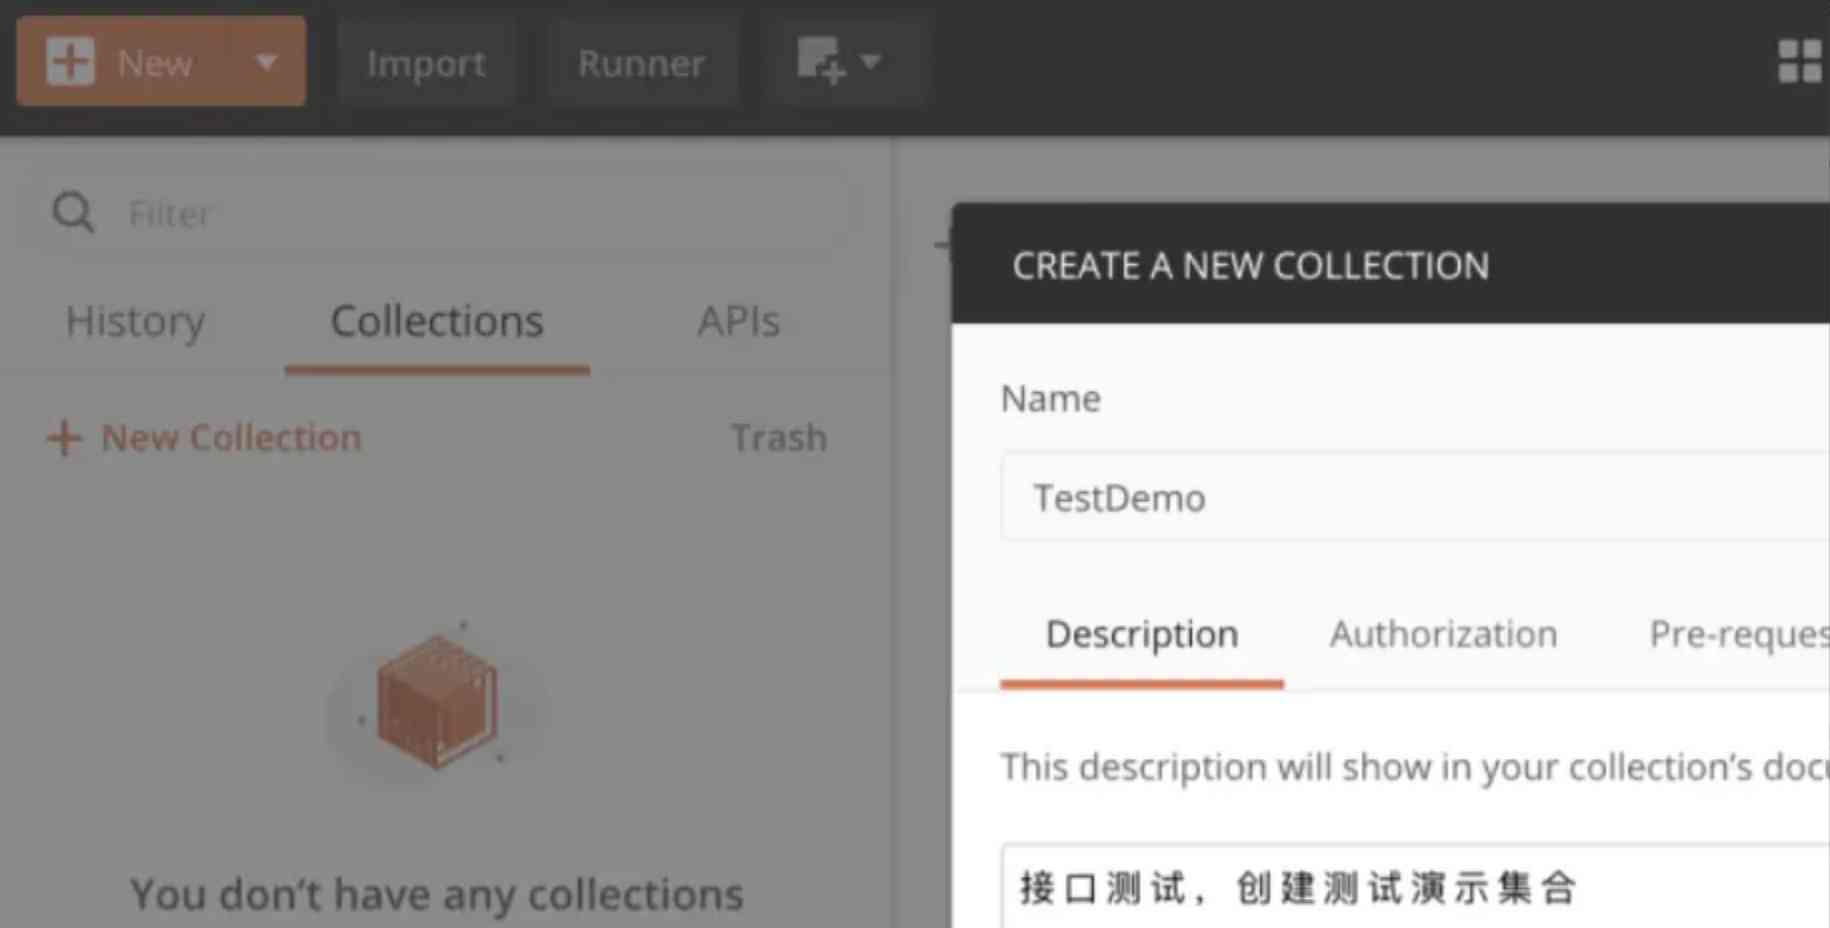 New Import Runner
Filter
History Collections APIs
New Collection Trash
You don't have any collections
CREATE A NEW COLLECTION
Name
TestDemo
Description Authorization Pre-reques
This description will show in your collection's docu
接口测试，创建测试演示集合